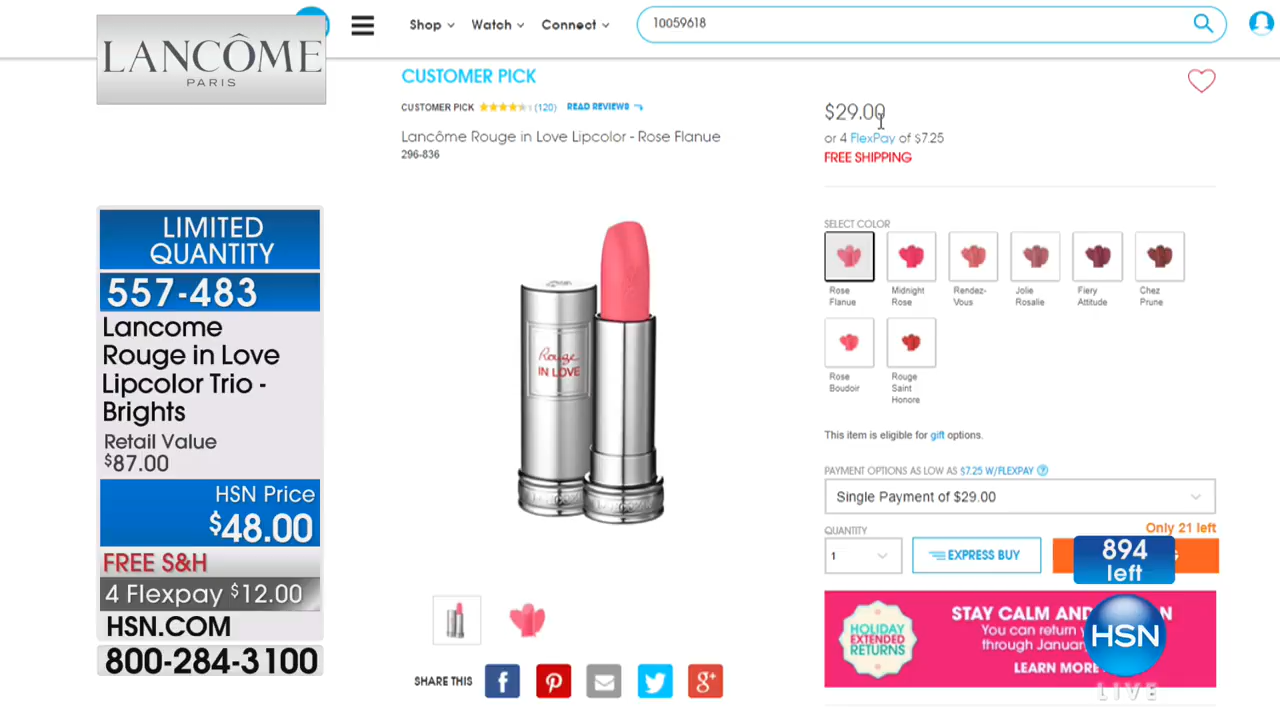 LANCÔME
PARIS
Shop
Watch
Connect
10059618
CUSTOMER PICK
CUSTOMER PICK
(120)
READ REVIEWS
Lancôme Rouge in Love Lipcolor - Rose Flanue
296-836
$29.00
or 4 FlexPay of $7.25
FREE SHIPPING
LIMITED
QUANTITY
557-483
Lancome
Rouge in Love
Lipcolor Trio -
Brights
Retail Value
$87.00
HSN Price
$48.00
FREE S&H
4 Flexpay $12.00
HSN.COM
800-284-3100
Rouge
IN LOVE
SHARE THIS
SELECT COLOR
Rose
Flanue
Midnight
Rose
Rendez-
Vous
Jolie
Rosalie
Fiery
Attitude
Chez
Prune
Rose
Boudoir
Rouge
Saint
Honore
This item is eligible for gift options.
PAYMENT OPTIONS AS LOW AS $7.25 W/FLEXPAY
Single Payment of $29.00
QUANTITY
Only 21 left
1
EXPRESS BUY
894
left
HOLIDAY
EXTENDED
RETURNS
STAY CALM AND
You can return
through
LEARN MORE
HSN
LIVE